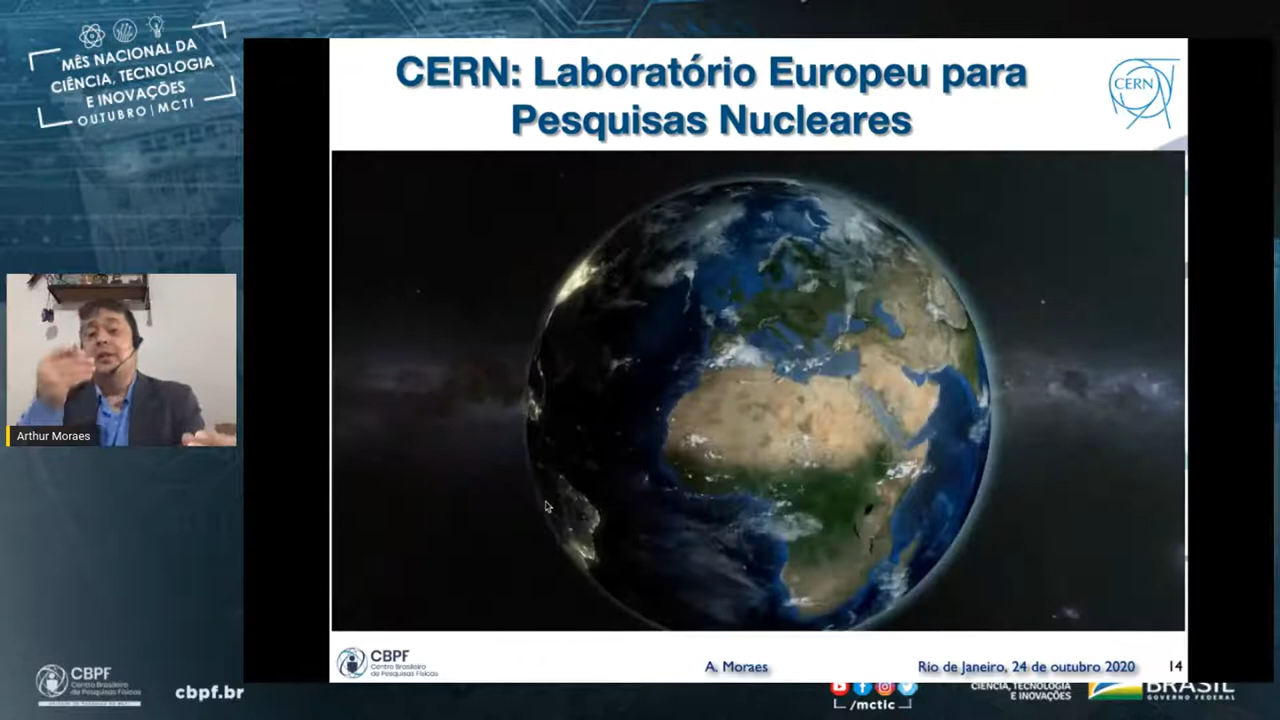 MÊS NACIONAL DA
CIÊNCIA, TECNOLOGIA
E INOVAÇÕES
OUTUBRO | MCTI
CERN: Laboratório Europeu para
Pesquisas Nucleares
CERN
Arthur Moraes
CBPF
Centro Brasileiro
de Pesquisas Físicas
A. Moraes
Rio de Janeiro, 24 de outubro 2020
14
CBPF
Centro Brasileiro
de Pesquisas Físicas
cbpf.br
/mctic
CIÊNCIA, TECNOLOGIA
E INOVAÇÕES
BRASIL
GOVERNO FEDERAL